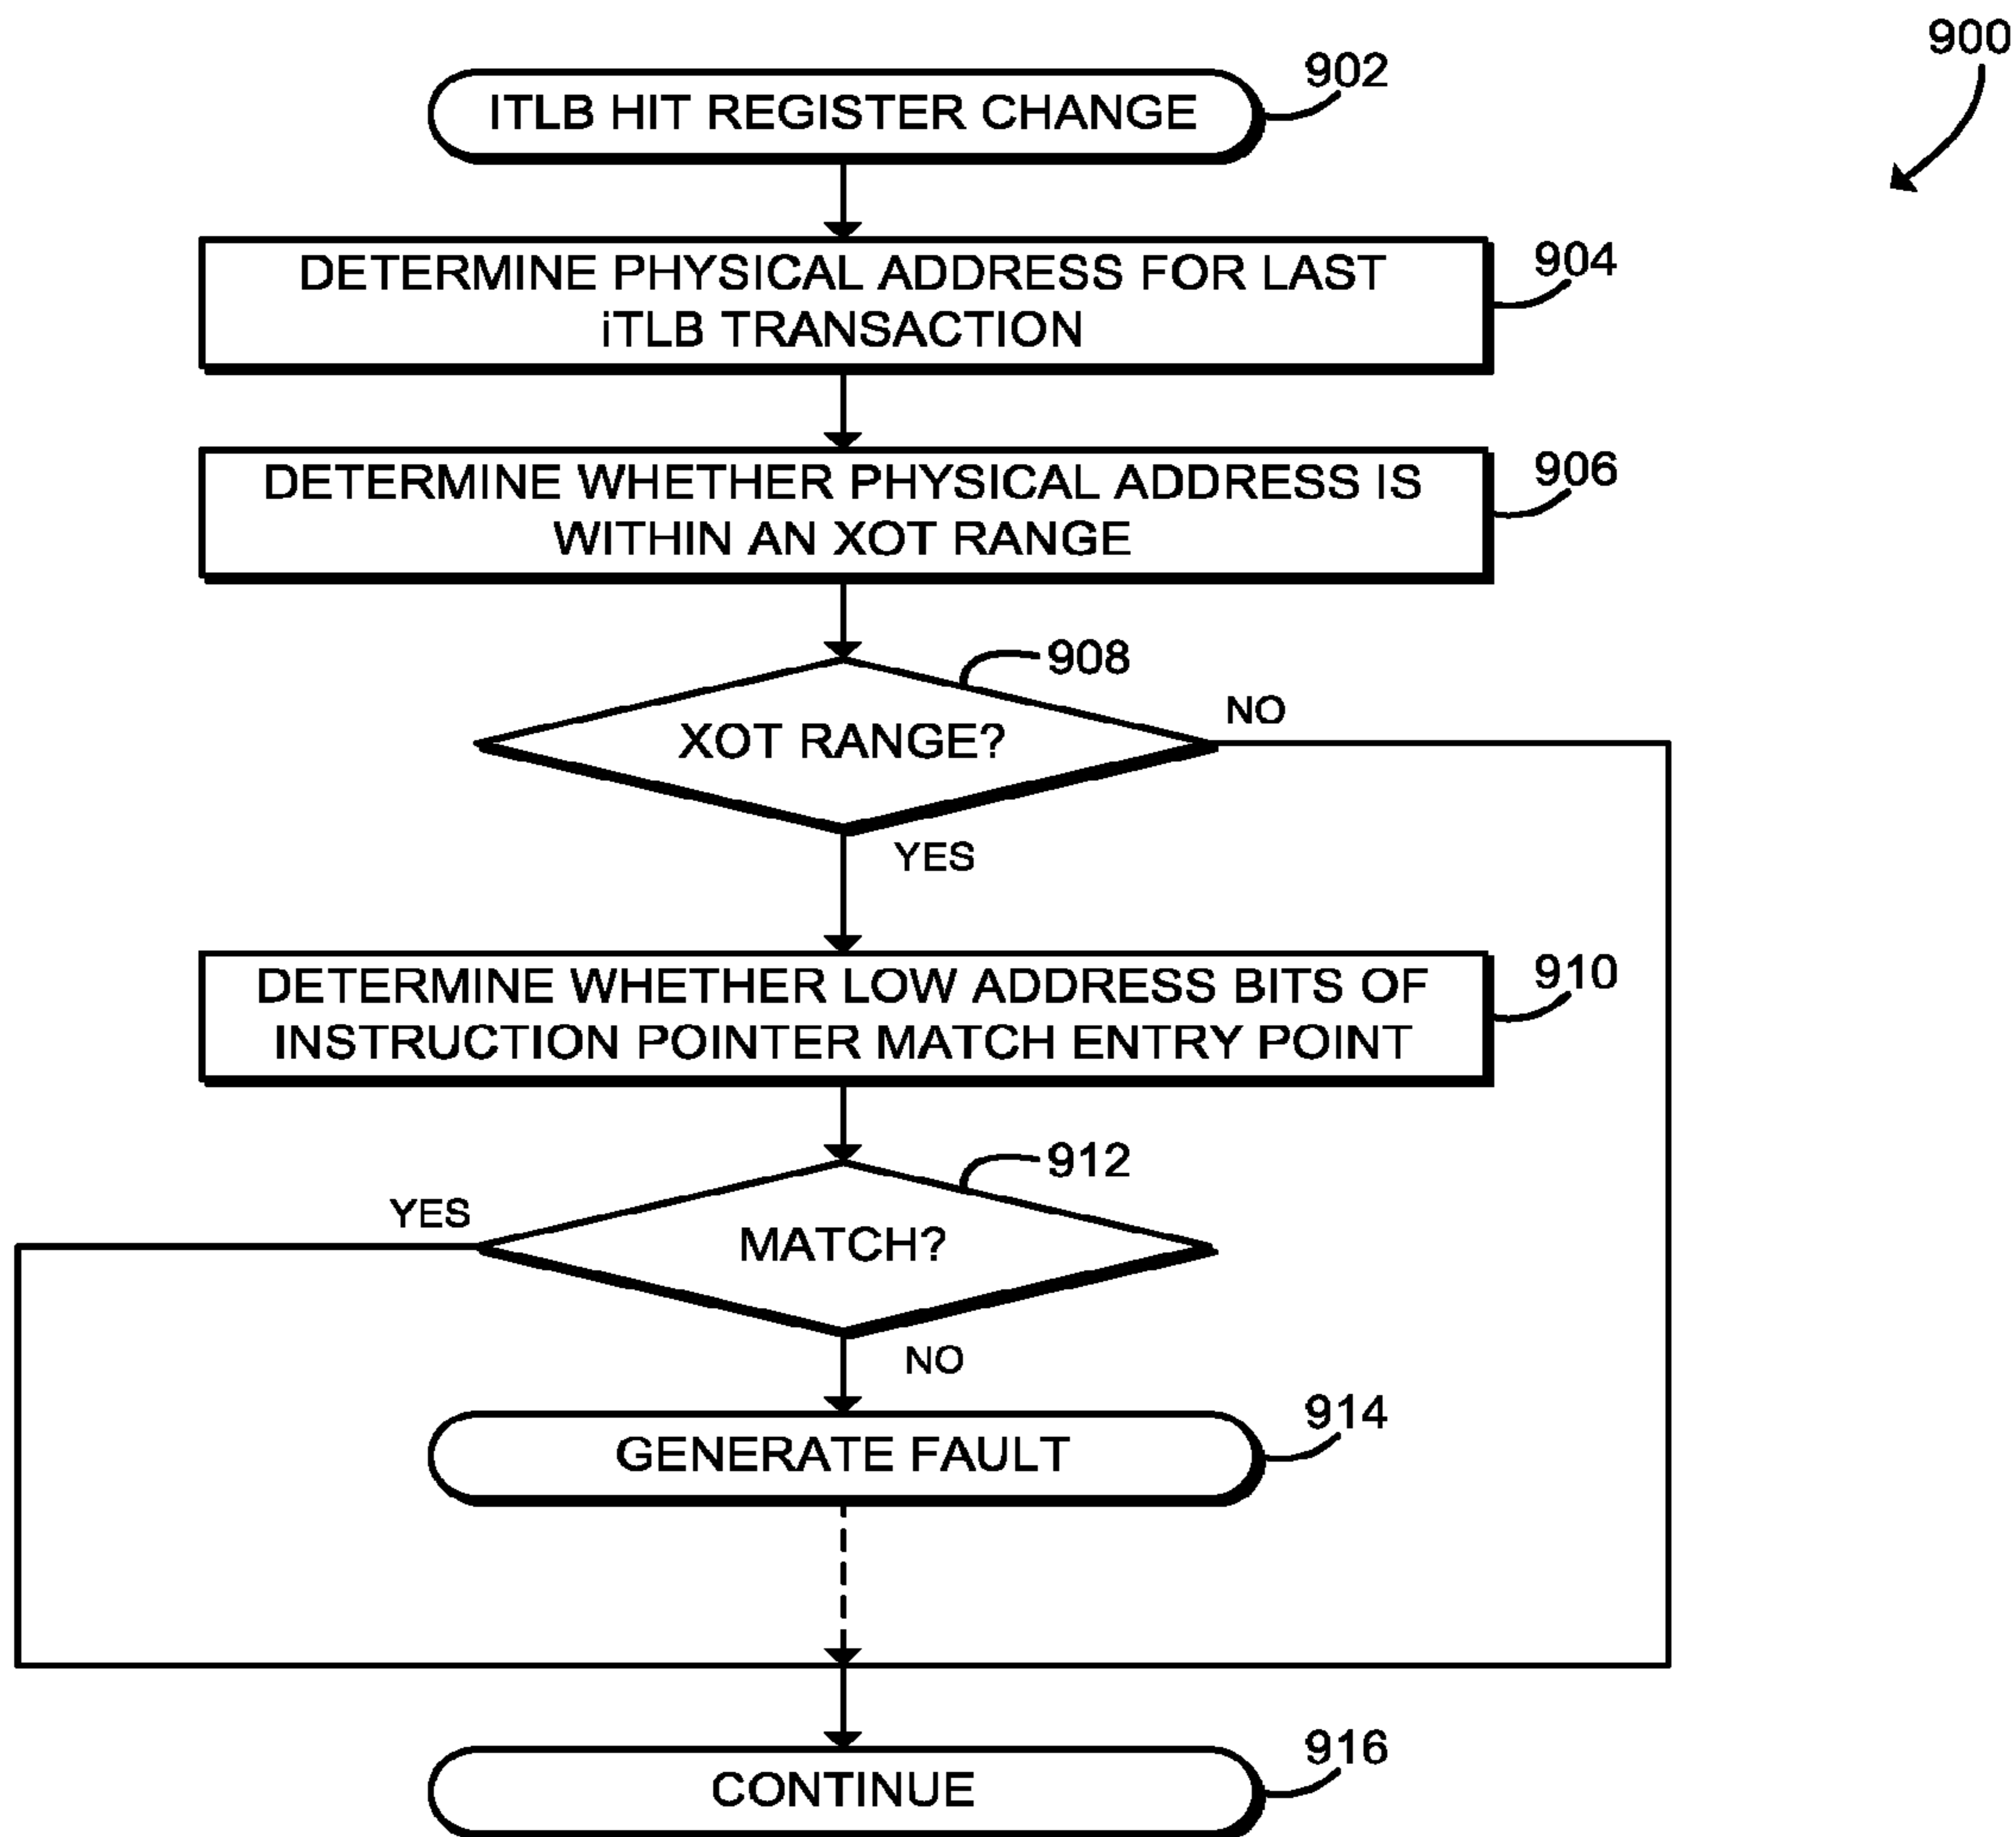 900
ITLB HIT REGISTER CHANGE
902
DETERMINE PHYSICAL ADDRESS FOR LAST
iTLB TRANSACTION
904
DETERMINE WHETHER PHYSICAL ADDRESS IS
WITHIN AN XOT RANGE
906
908
XOT RANGE?
NO
YES
DETERMINE WHETHER LOW ADDRESS BITS OF
INSTRUCTION POINTER MATCH ENTRY POINT
910
912
YES
MATCH?
NO
GENERATE FAULT
914
CONTINUE
916